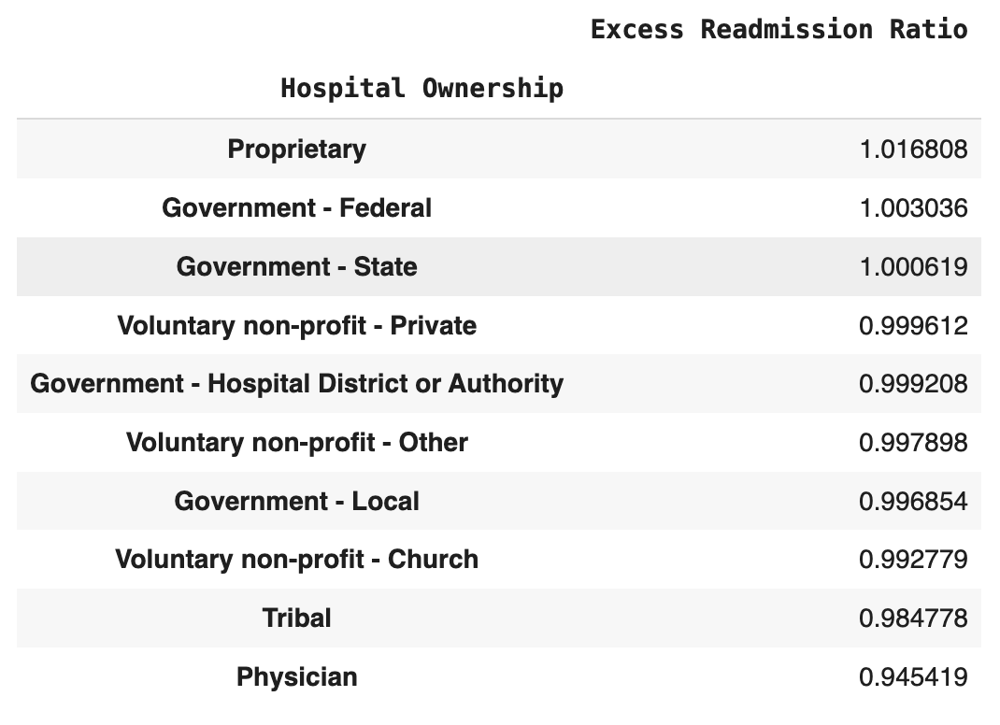 Excess Readmission Ratio
Hospital Ownership
Proprietary 1.016808
Government - Federal 1.003036
Government - State 1.000619
Voluntary non-profit - Private 0.999612
Government - Hospital District or Authority 0.999208
Voluntary non-profit - Other 0.997898
Government - Local 0.996854
Voluntary non-profit - Church 0.992779
Tribal 0.984778
Physician 0.945419